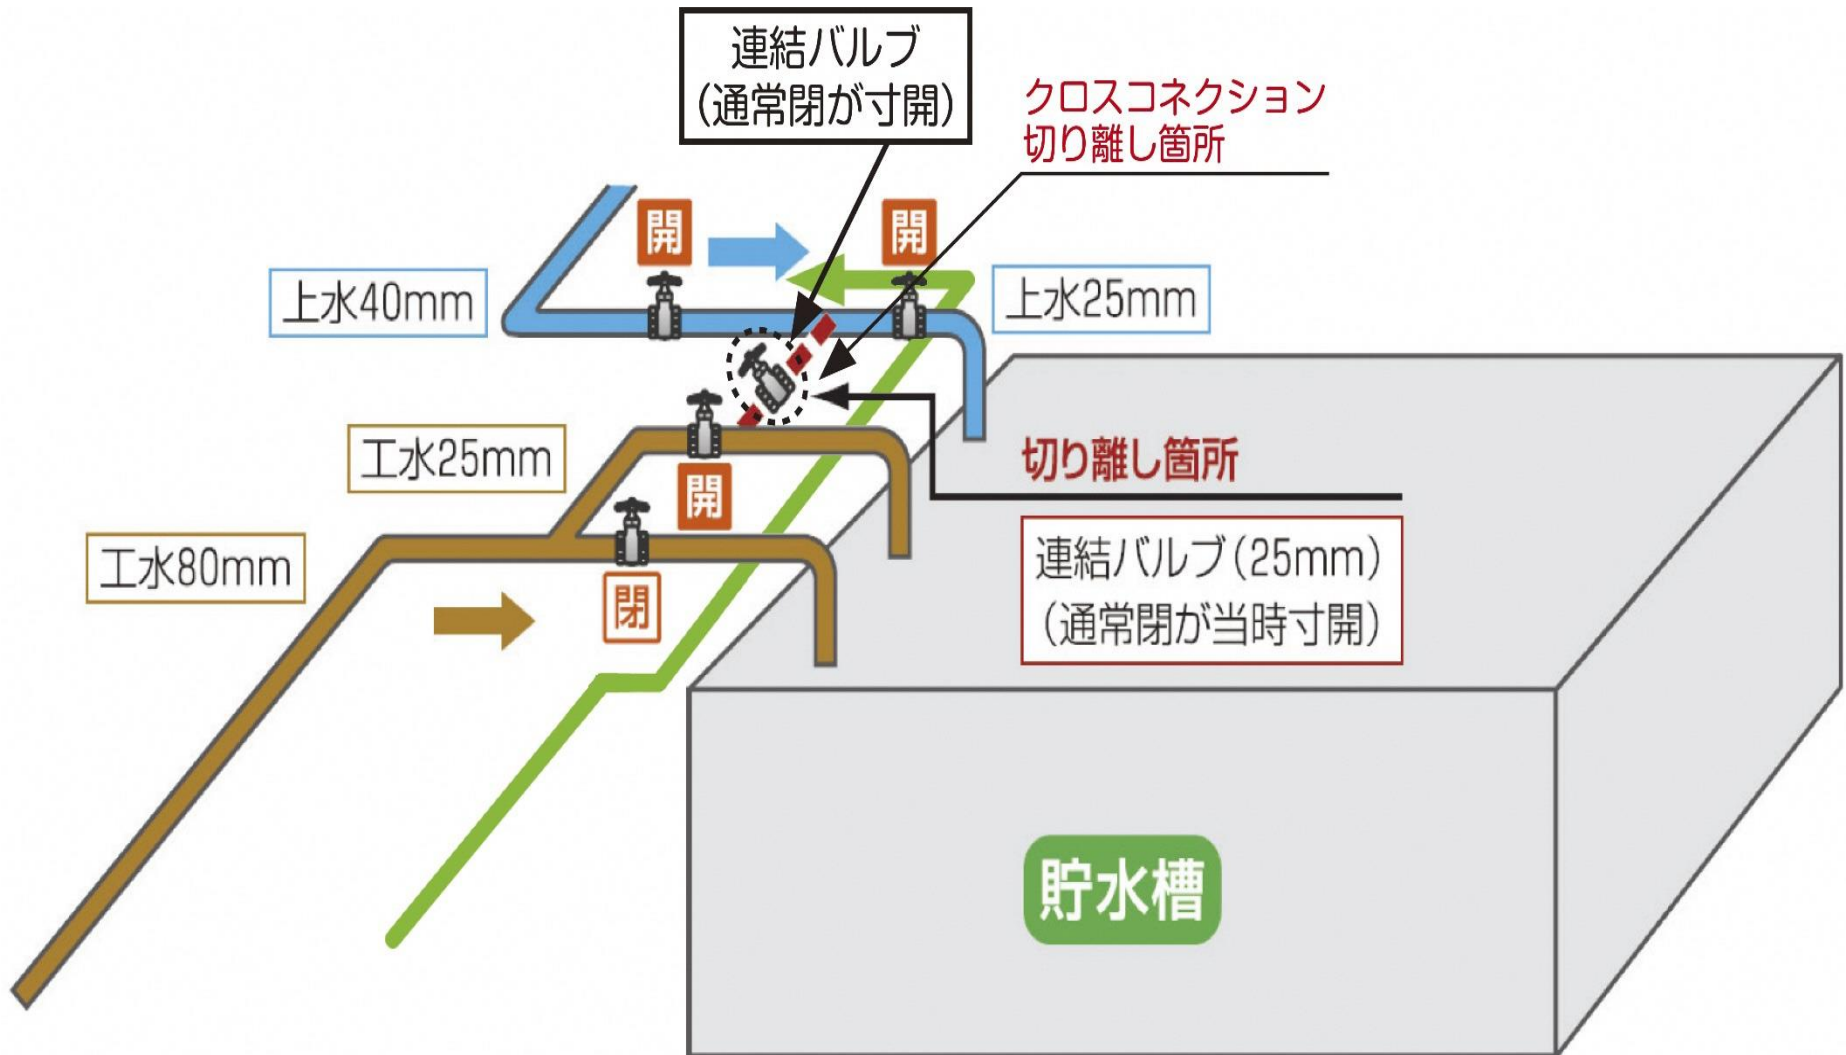 連結バルブ
(通常閉が寸開)
クロスコネクション
切り離し箇所
開
開
上水40mm
上水25mm
工水25mm
開
切り離し箇所
工水80mm
閉
連結バルブ(25mm)
(通常閉が当時寸開)
貯水槽